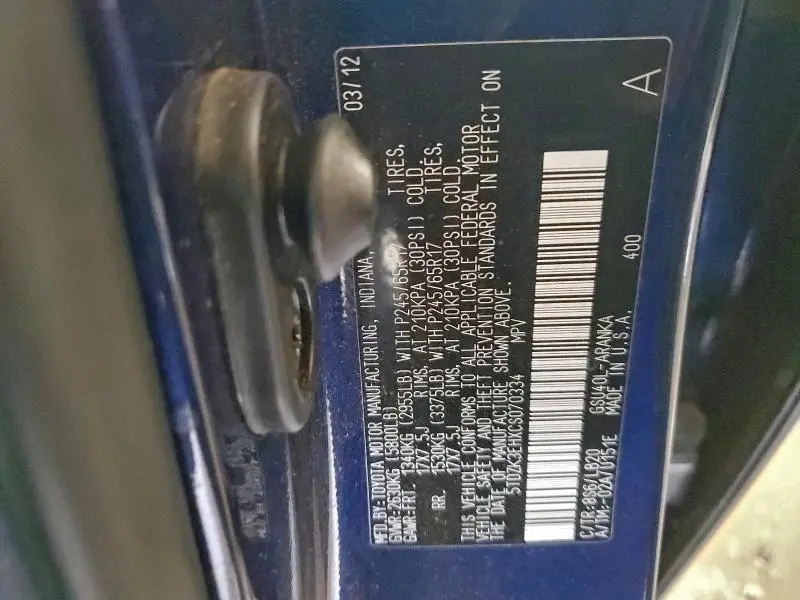 MFD.BY: TOYOTA MOTOR MANUFACTURING, INDIANA, 03/12
GVWR:2630KG (5800LB)
GAWR:FRT. 1340KG (2955LB) WITH P245/65R17 TIRES,
17X7.5J RIMS, AT 210KPA (30PSI) COLD.
RR. 1530KG (3375LB) WITH P245/65R17 TIRES,
17X7.5J RIMS, AT 210KPA (30PSI) COLD.
THIS VEHICLE CONFORMS TO ALL APPLICABLE FEDERAL MOTOR
VEHICLE SAFETY AND THEFT PREVENTION STANDARDS IN EFFECT ON
THE DATE OF MANUFACTURE SHOWN ABOVE.
5TDZK3EHXCS070334 MPV
400
C/TR:8S6/LB20 GSU40L-ARANKA
A/TM:-02A/U151E MADE IN U.S.A.
A